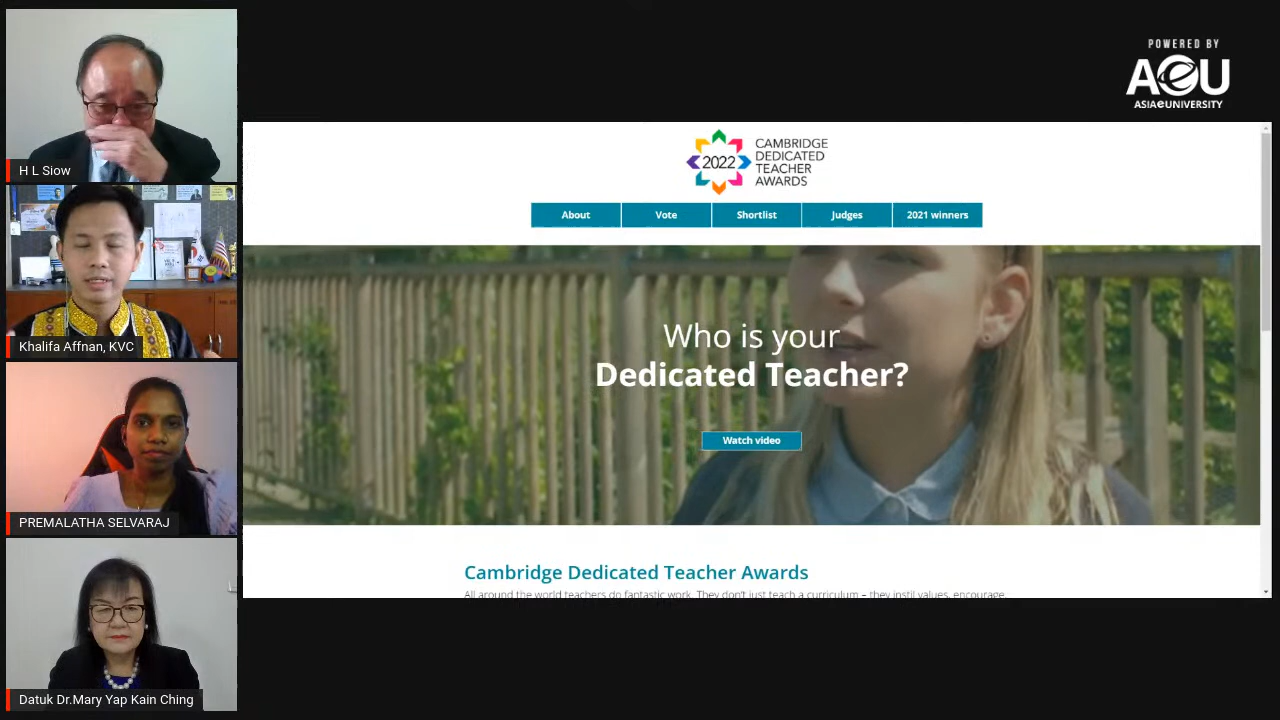 H L Siow
Khalifa Affnan, KVC
PREMALATHA SELVARAJ
Datuk Dr.Mary Yap Kain Ching
POWERED BY
AeU
ASIAeUNIVERSITY
2022
CAMBRIDGE
DEDICATED
TEACHER
AWARDS
About
Vote
Shortlist
Judges
2021 winners
Who is your
Dedicated Teacher?
Watch video
Cambridge Dedicated Teacher Awards
All around the world teachers do fantastic work. They don't just teach a curriculum – they instil values, encourage,